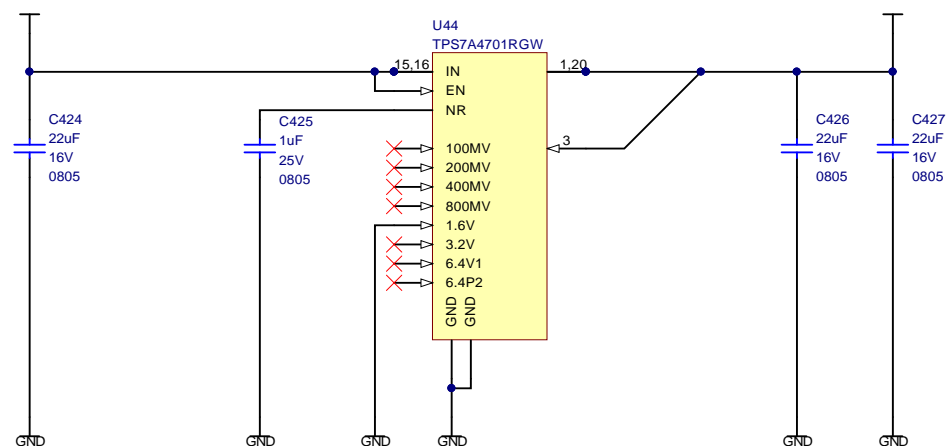 U44
TPS7A4701RGW
15,16
IN
1,20
EN
NR
C424
22uF
16V
0805
C425
1uF
25V
0805
100MV
200MV
400MV
800MV
1.6V
3.2V
6.4V1
6.4P2
GND
GND
3
C426
22uF
16V
0805
C427
22uF
16V
0805
GND
GND
GND
GND
GND
GND